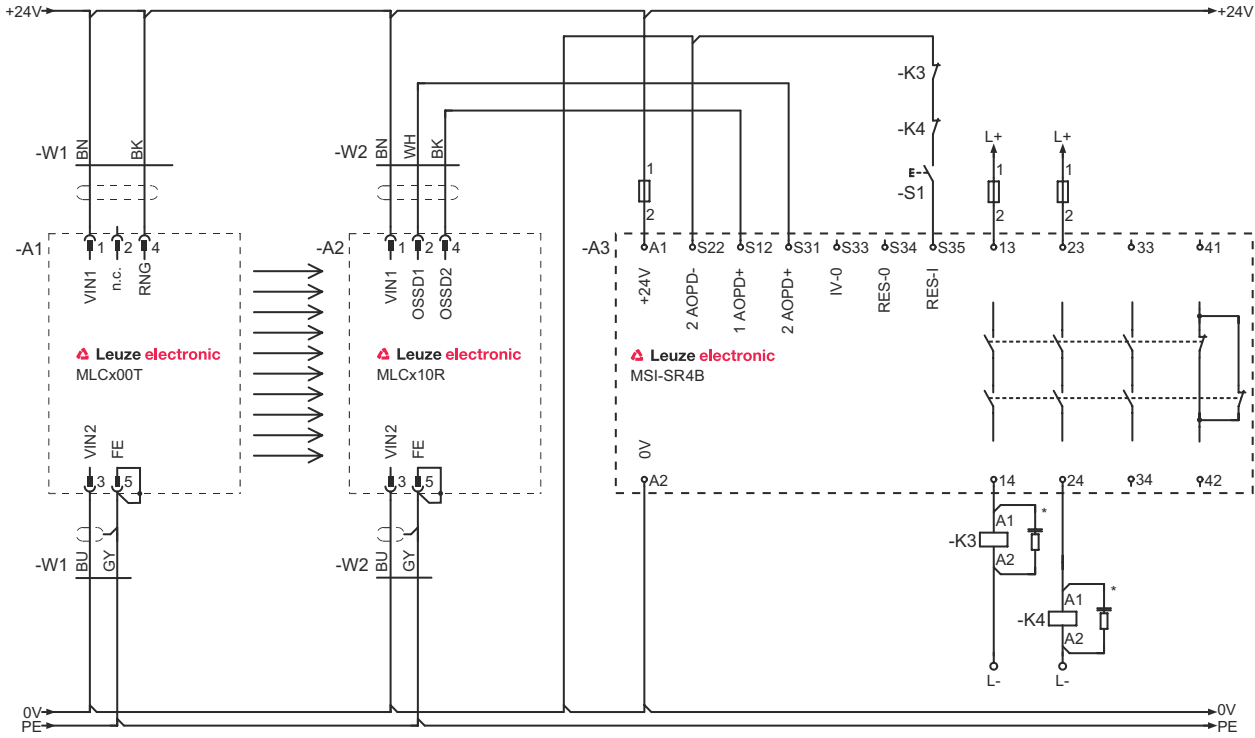 +24V
+24V
-K3
-K4
-S1
E
-W1
BN
BK
-W2
BN
WH
BK
L+
L+
1
2
1
2
1
2
-A1
1
2
4
VIN1
n.c.
RNG
-A2
1
2
4
VIN1
OSSD1
OSSD2
-A3
A1
S22
S12
S31
S33
S34
S35
13
23
33
41
+24V
2 AOPD-
1 AOPD+
2 AOPD+
IV-0
RES-0
RES-I
Leuze electronic
MLCx00T
Leuze electronic
MLCx10R
Leuze electronic
MSI-SR4B
VIN2
FE
VIN2
FE
0V
3
5
3
5
A2
14
24
34
42
-W1
BU
GY
-W2
BU
GY
-K3
A1
A2
*
-K4
A1
A2
*
L-
L-
0V
0V
PE
PE